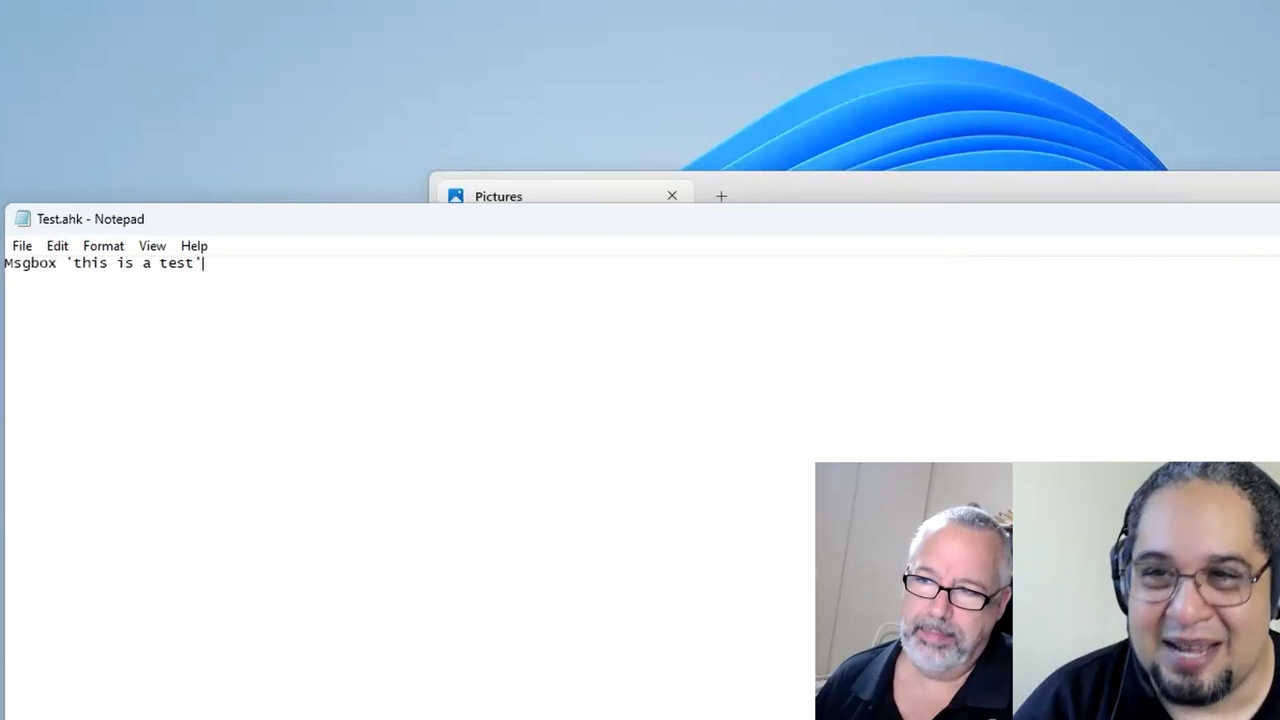 Pictures
Test.ahk - Notepad
File Edit Format View Help
Msgbox 'this is a test'